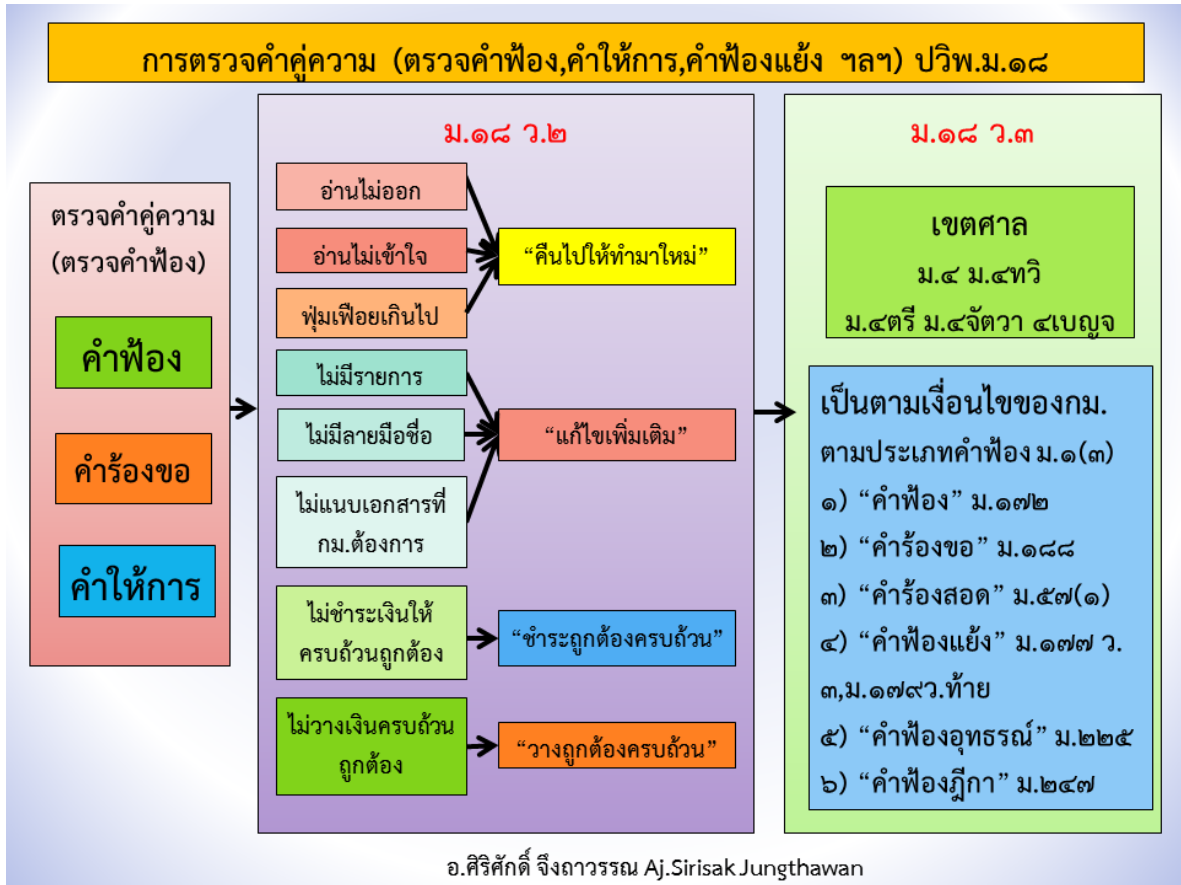 การตรวจคำคู่ความ (ตรวจคำฟ้อง,คำให้การ,คำฟ้องแย้ง ฯลฯ) ปวิพ.ม.๑๘
ตรวจคำคู่ความ
(ตรวจคำฟ้อง)
คำฟ้อง
คำร้องขอ
คำให้การ
ม.๑๘ ว.๒
อ่านไม่ออก
อ่านไม่เข้าใจ
ฟุ่มเฟือยเกินไป
“คืนไปให้ทำมาใหม่”
ไม่มีรายการ
ไม่มีลายมือชื่อ
ไม่แนบเอกสารที่
กม.ต้องการ
“แก้ไขเพิ่มเติม”
ไม่ชำระเงินให้
ครบถ้วนถูกต้อง
“ชำระถูกต้องครบถ้วน”
ไม่วางเงินครบถ้วน
ถูกต้อง
“วางถูกต้องครบถ้วน”
ม.๑๘ ว.๓
เขตศาล
ม.๔ ม.๔ทวิ
ม.๔ตรี ม.๔จัตวา ๔เบญจ
เป็นตามเงื่อนไขของกม.
ตามประเภทคำฟ้อง ม.๑(๓)
๑) “คำฟ้อง” ม.๑๗๒
๒) “คำร้องขอ” ม.๑๘๘
๓) “คำร้องสอด” ม.๕๗(๑)
๔) “คำฟ้องแย้ง” ม.๑๗๗ ว.
๓,ม.๑๗๙ว.ท้าย
๕) “คำฟ้องอุทธรณ์” ม.๒๒๕
๖) “คำฟ้องฎีกา” ม.๒๔๗
อ.ศิริศักดิ์ จึงถาวรรณ Aj.Sirisak Jungthawan